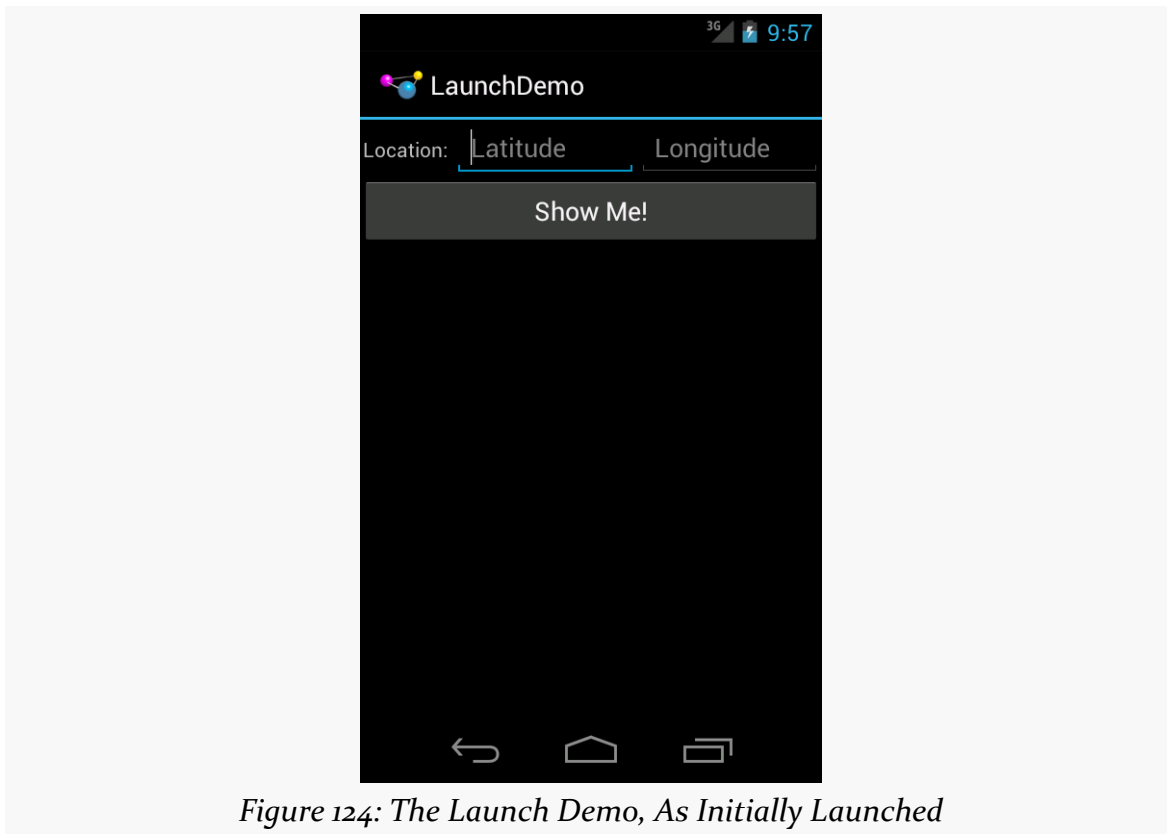 3G 9:57
LaunchDemo
Location: Latitude Longitude
Show Me!
Figure 124: The Launch Demo, As Initially Launched